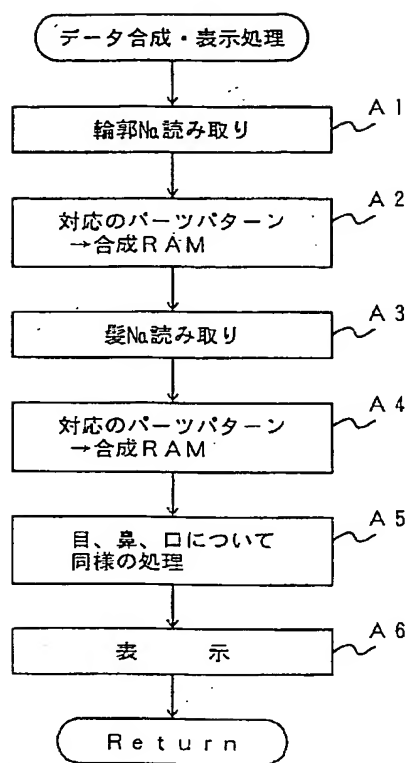 データ合成・表示処理
A1
輪郭№読み取り
A2
対応のパーツパターン
→合成RAM
A3
髪№読み取り
A4
対応のパーツパターン
→合成RAM
A5
目、鼻、口について
同様の処理
A6
表 示
Return